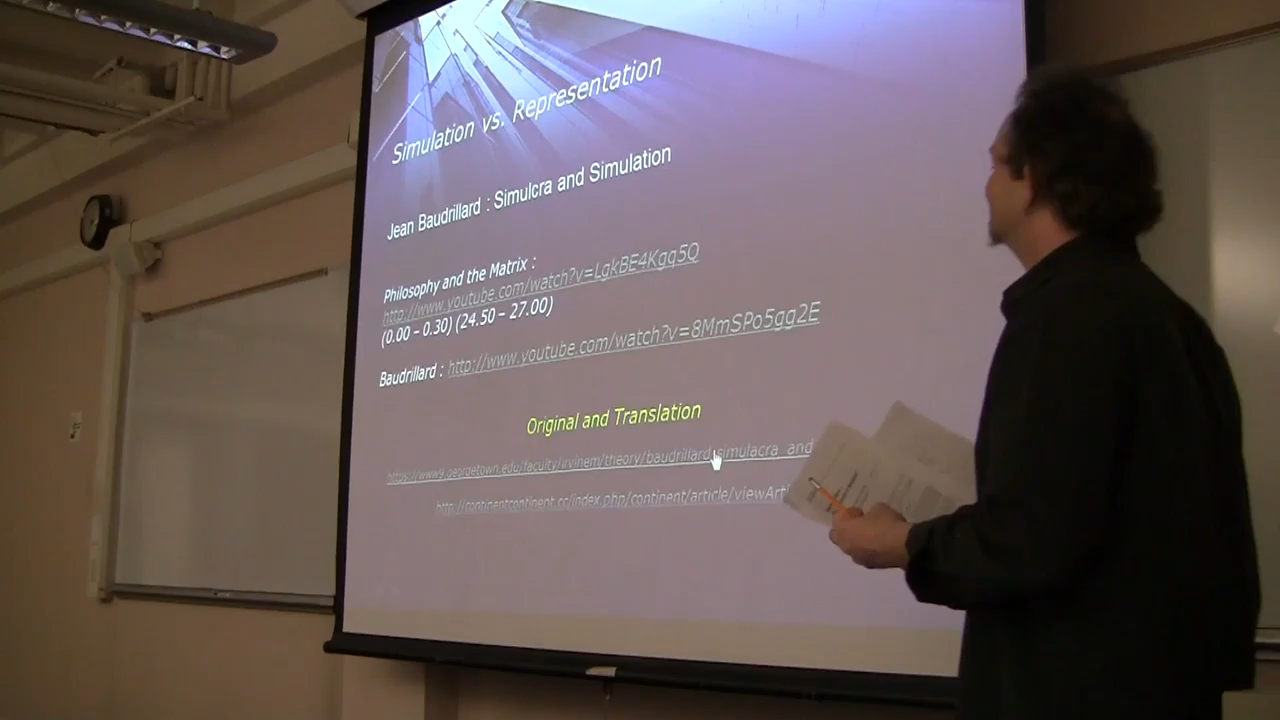 Simulation vs. Representation
Jean Baudrillard : Simulcra and Simulation
Philosophy and the Matrix :
http://www.youtube.com/watch?v=LgkBE4Kgq5Q
(0.00 – 0.30) (24.50 – 27.00)
Baudrillard : http://www.youtube.com/watch?v=8MmSPo5gg2E
Original and Translation
https://www9.georgetown.edu/faculty/irvinem/theory/baudrillard-simulacra_and
http://continentcontinent.cc/index.php/continent/article/viewArti